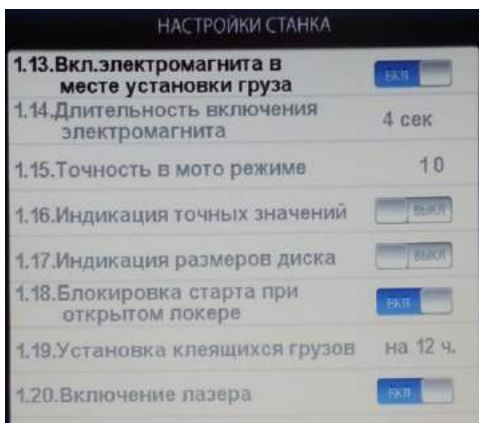 НАСТРОЙКИ СТАНКА
1.13.Вкл.электромагнита в
месте установки груза
ВКЛ
1.14.Длительность включения
электромагнита
4 сек
1.15.Точность в мото режиме
10
1.16.Индикация точных значений
ВЫКЛ
1.17.Индикация размеров диска
ВЫКЛ
1.18.Блокировка старта при
открытом локере
ВКЛ
1.19.Установка клеящихся грузов
на 12 ч.
1.20.Включение лазера
ВКЛ